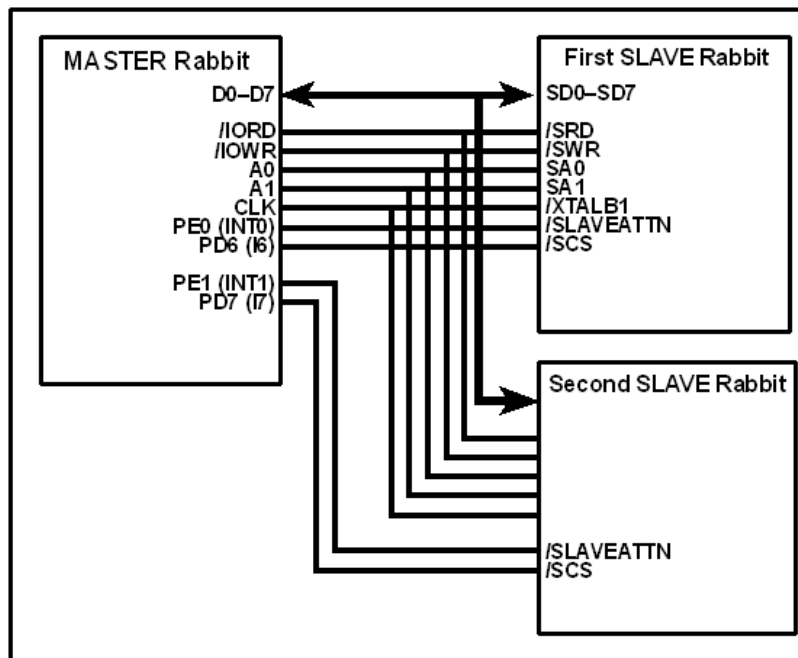 MASTER Rabbit
D0–D7
/IORD
/IOWR
A0
A1
CLK
PE0 (INT0)
PD6 (I6)
PE1 (INT1)
PD7 (I7)
First SLAVE Rabbit
SD0–SD7
/SRD
/SWR
SA0
SA1
/XTALB1
/SLAVEATTN
/SCS
Second SLAVE Rabbit
/SLAVEATTN
/SCS